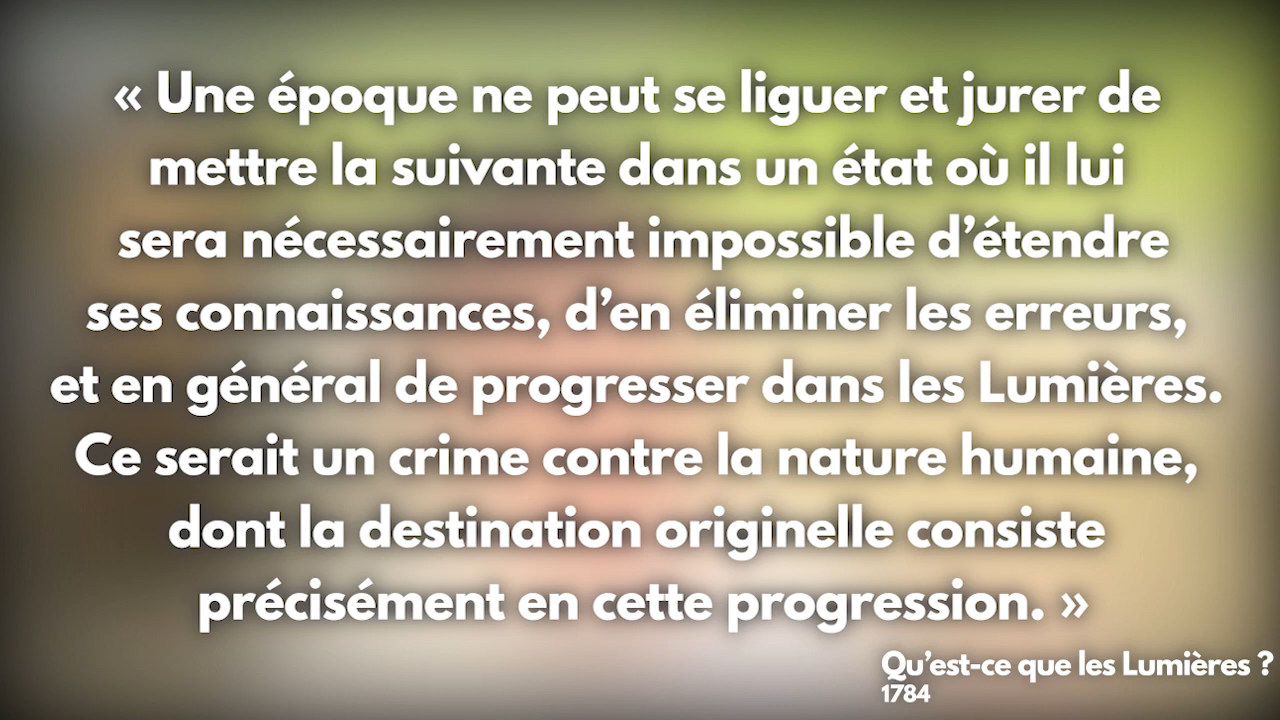 « Une époque ne peut se liguer et jurer de
mettre la suivante dans un état où il lui
sera nécessairement impossible d’étendre
ses connaissances, d’en éliminer les erreurs,
et en général de progresser dans les Lumières.
Ce serait un crime contre la nature humaine,
dont la destination originelle consiste
précisément en cette progression. »
Qu’est-ce que les Lumières ?
1784